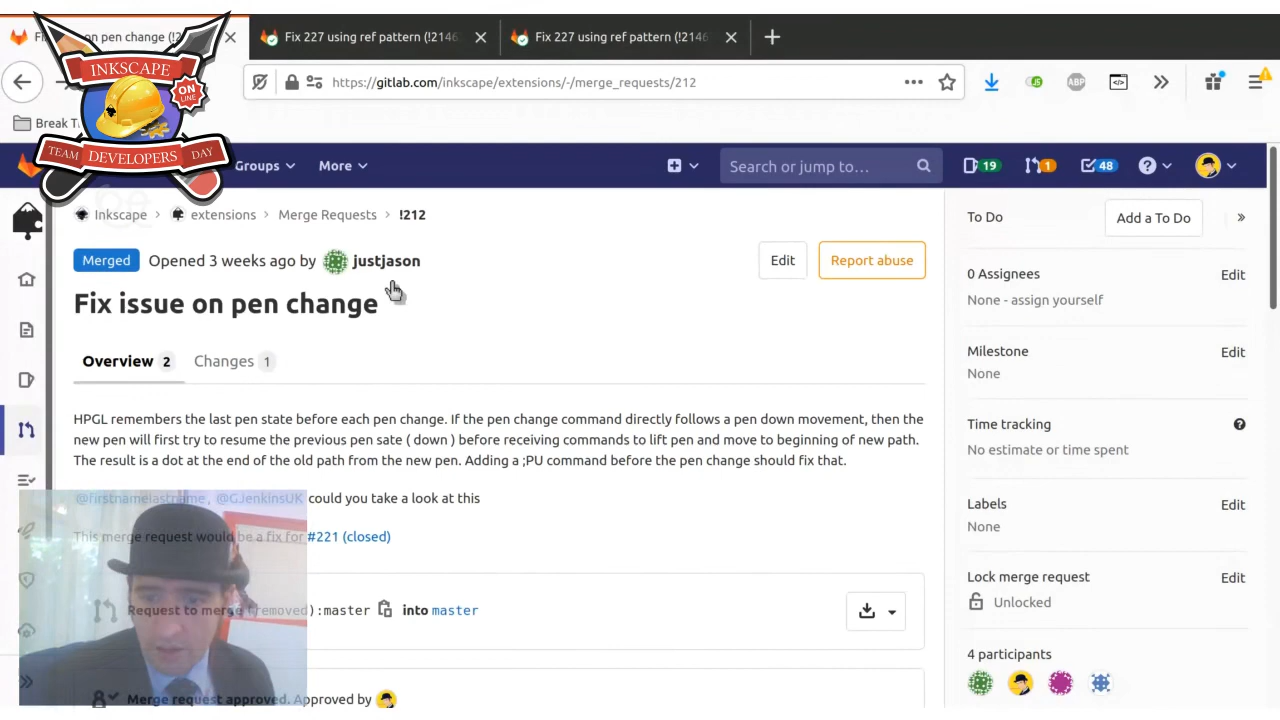 on pen change (!2
Fix 227 using ref pattern (!2146
Fix 227 using ref pattern (!2146
INKSCAPE
ON
LINE
TEAM DEVELOPERS DAY
https://gitlab.com/inkscape/extensions/-/merge_requests/212
JS
ABP
Break T
Groups
More
Search or jump to...
19
1
48
Inkscape > extensions > Merge Requests > !212
Merged Opened 3 weeks ago by justjason
Edit
Report abuse
Fix issue on pen change
Overview 2
Changes 1
HPGL remembers the last pen state before each pen change. If the pen change command directly follows a pen down movement, then the
new pen will first try to resume the previous pen sate ( down ) before receiving commands to lift pen and move to beginning of new path.
The result is a dot at the end of the old path from the new pen. Adding a ;PU command before the pen change should fix that.
@firstnamelastname, @GJenkinsUK could you take a look at this
This merge request would be a fix for #221 (closed)
Request to merge (removed):master into master
Merge request approved. Approved by
To Do
Add a To Do
0 Assignees
Edit
None - assign yourself
Milestone
Edit
None
Time tracking
No estimate or time spent
Labels
Edit
None
Lock merge request
Edit
Unlocked
4 participants